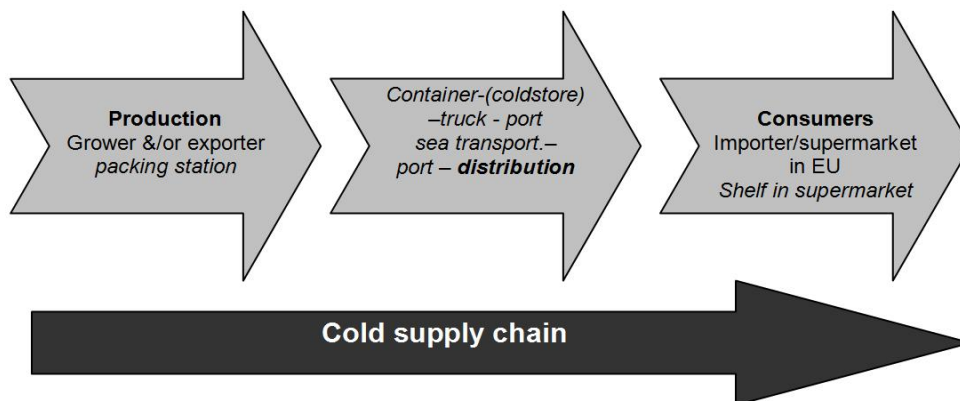 Production
Grower &/or exporter
packing station
Container-(coldstore)
–truck - port
sea transport.–
port – distribution
Consumers
Importer/supermarket
in EU
Shelf in supermarket
Cold supply chain